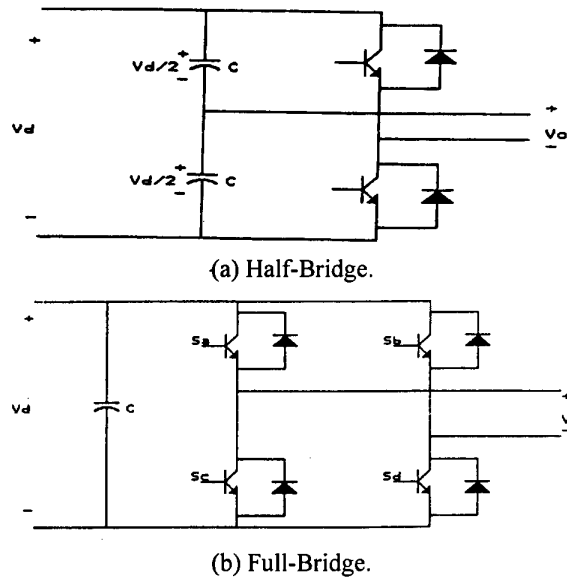 +
+
Vd/2
C
-
+
Vd
Vo
-
+
Vd/2
C
-
-
(a) Half-Bridge.
+
Sa
Sb
Vd
C
+
V
-
Sc
Sd
-
(b) Full-Bridge.